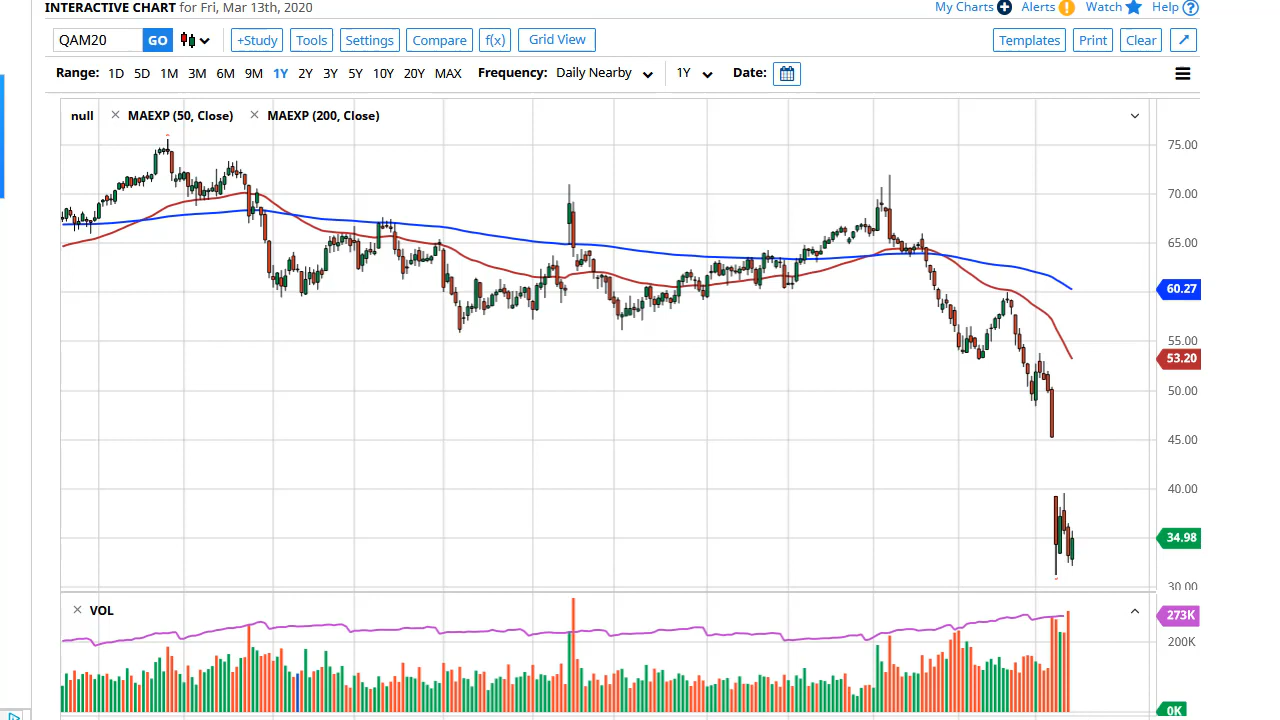 INTERACTIVE CHART for Fri, Mar 13th, 2020 My Charts Alerts Watch Help
QAM20 GO +Study Tools Settings Compare f(x) Grid View Templates Print Clear
Range: 1D 5D 1M 3M 6M 9M 1Y 2Y 3Y 5Y 10Y 20Y MAX Frequency: Daily Nearby 1Y Date:
null MAEXP (50, Close) MAEXP (200, Close)
75.00
70.00
65.00
60.27
55.00
53.20
50.00
45.00
40.00
34.98
30.00
VOL
273K
200K
0K